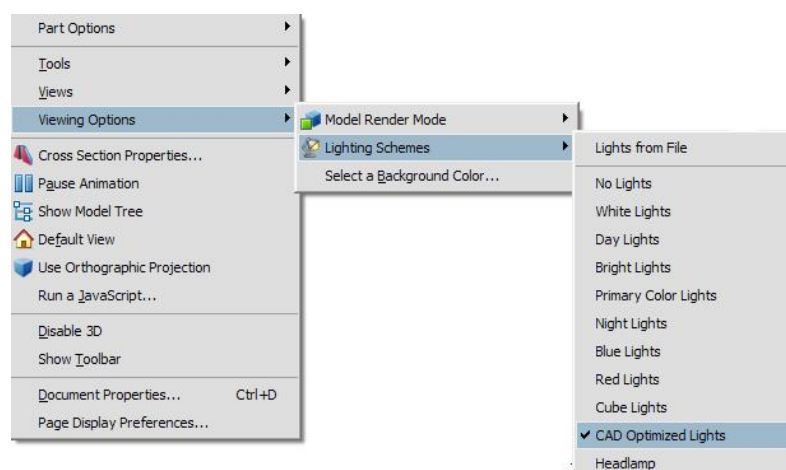 Part Options
Tools
Views
Viewing Options
Cross Section Properties...
Pause Animation
Show Model Tree
Default View
Use Orthographic Projection
Run a JavaScript...
Disable 3D
Show Toolbar
Document Properties... Ctrl+D
Page Display Preferences...
Model Render Mode
Lighting Schemes
Select a Background Color...
Lights from File
No Lights
White Lights
Day Lights
Bright Lights
Primary Color Lights
Night Lights
Blue Lights
Red Lights
Cube Lights
CAD Optimized Lights
Headlamp